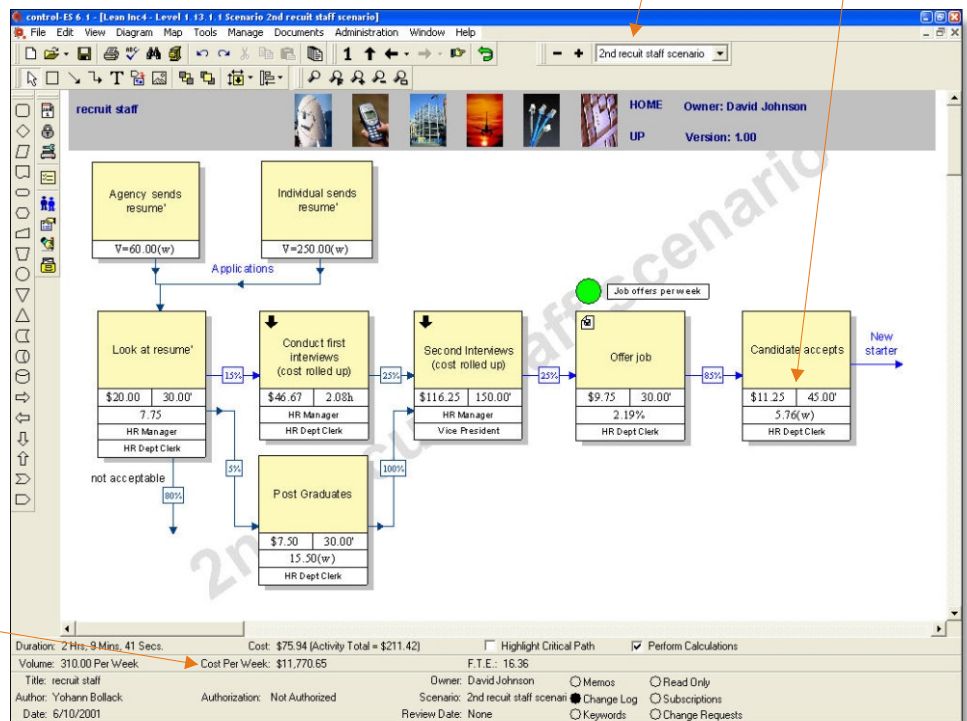 control-ES 6.1 - [Lean Inc4 - Level 1.13.1.1 Scenario 2nd recuit staff scenario]
File Edit View Diagram Map Tools Manage Documents Administration Window Help
1
2nd recuit staff scenario
T
recruit staff
HOME Owner: David Johnson
UP Version: 1.00
2nd recuit staff scenario
Agency sends
resume'
∇=60.00(w)
Individual sends
resume'
∇=250.00(w)
Applications
Job offers per week
Look at resume'
$20.00 30.00'
7.75
HR Manager
HR Dept Clerk
15%
Conduct first
interviews
(cost rolled up)
$46.67 2.08h
HR Manager
HR Dept Clerk
25%
Second Interviews
(cost rolled up)
$116.25 150.00'
HR Manager
Vice President
25%
Offer job
$9.75 30.00'
2.19%
HR Dept Clerk
85%
Candidate accepts
$11.25 45.00'
5.76(w)
HR Dept Clerk
New
starter
not acceptable
80%
5%
Post Graduates
$7.50 30.00'
15.50(w)
HR Dept Clerk
100%
Duration: 2 Hrs, 9 Mins, 41 Secs. Cost: $75.94 (Activity Total = $211.42) Highlight Critical Path Perform Calculations
Volume: 310.00 Per Week Cost Per Week: $11,770.65 F.T.E.: 16.36
Title: recruit staff Owner: David Johnson Memos Read Only
Author: Yohann Bollack Authorization: Not Authorized Scenario: 2nd recuit staff scenari Change Log Subscriptions
Date: 6/10/2001 Review Date: None Keywords Change Requests